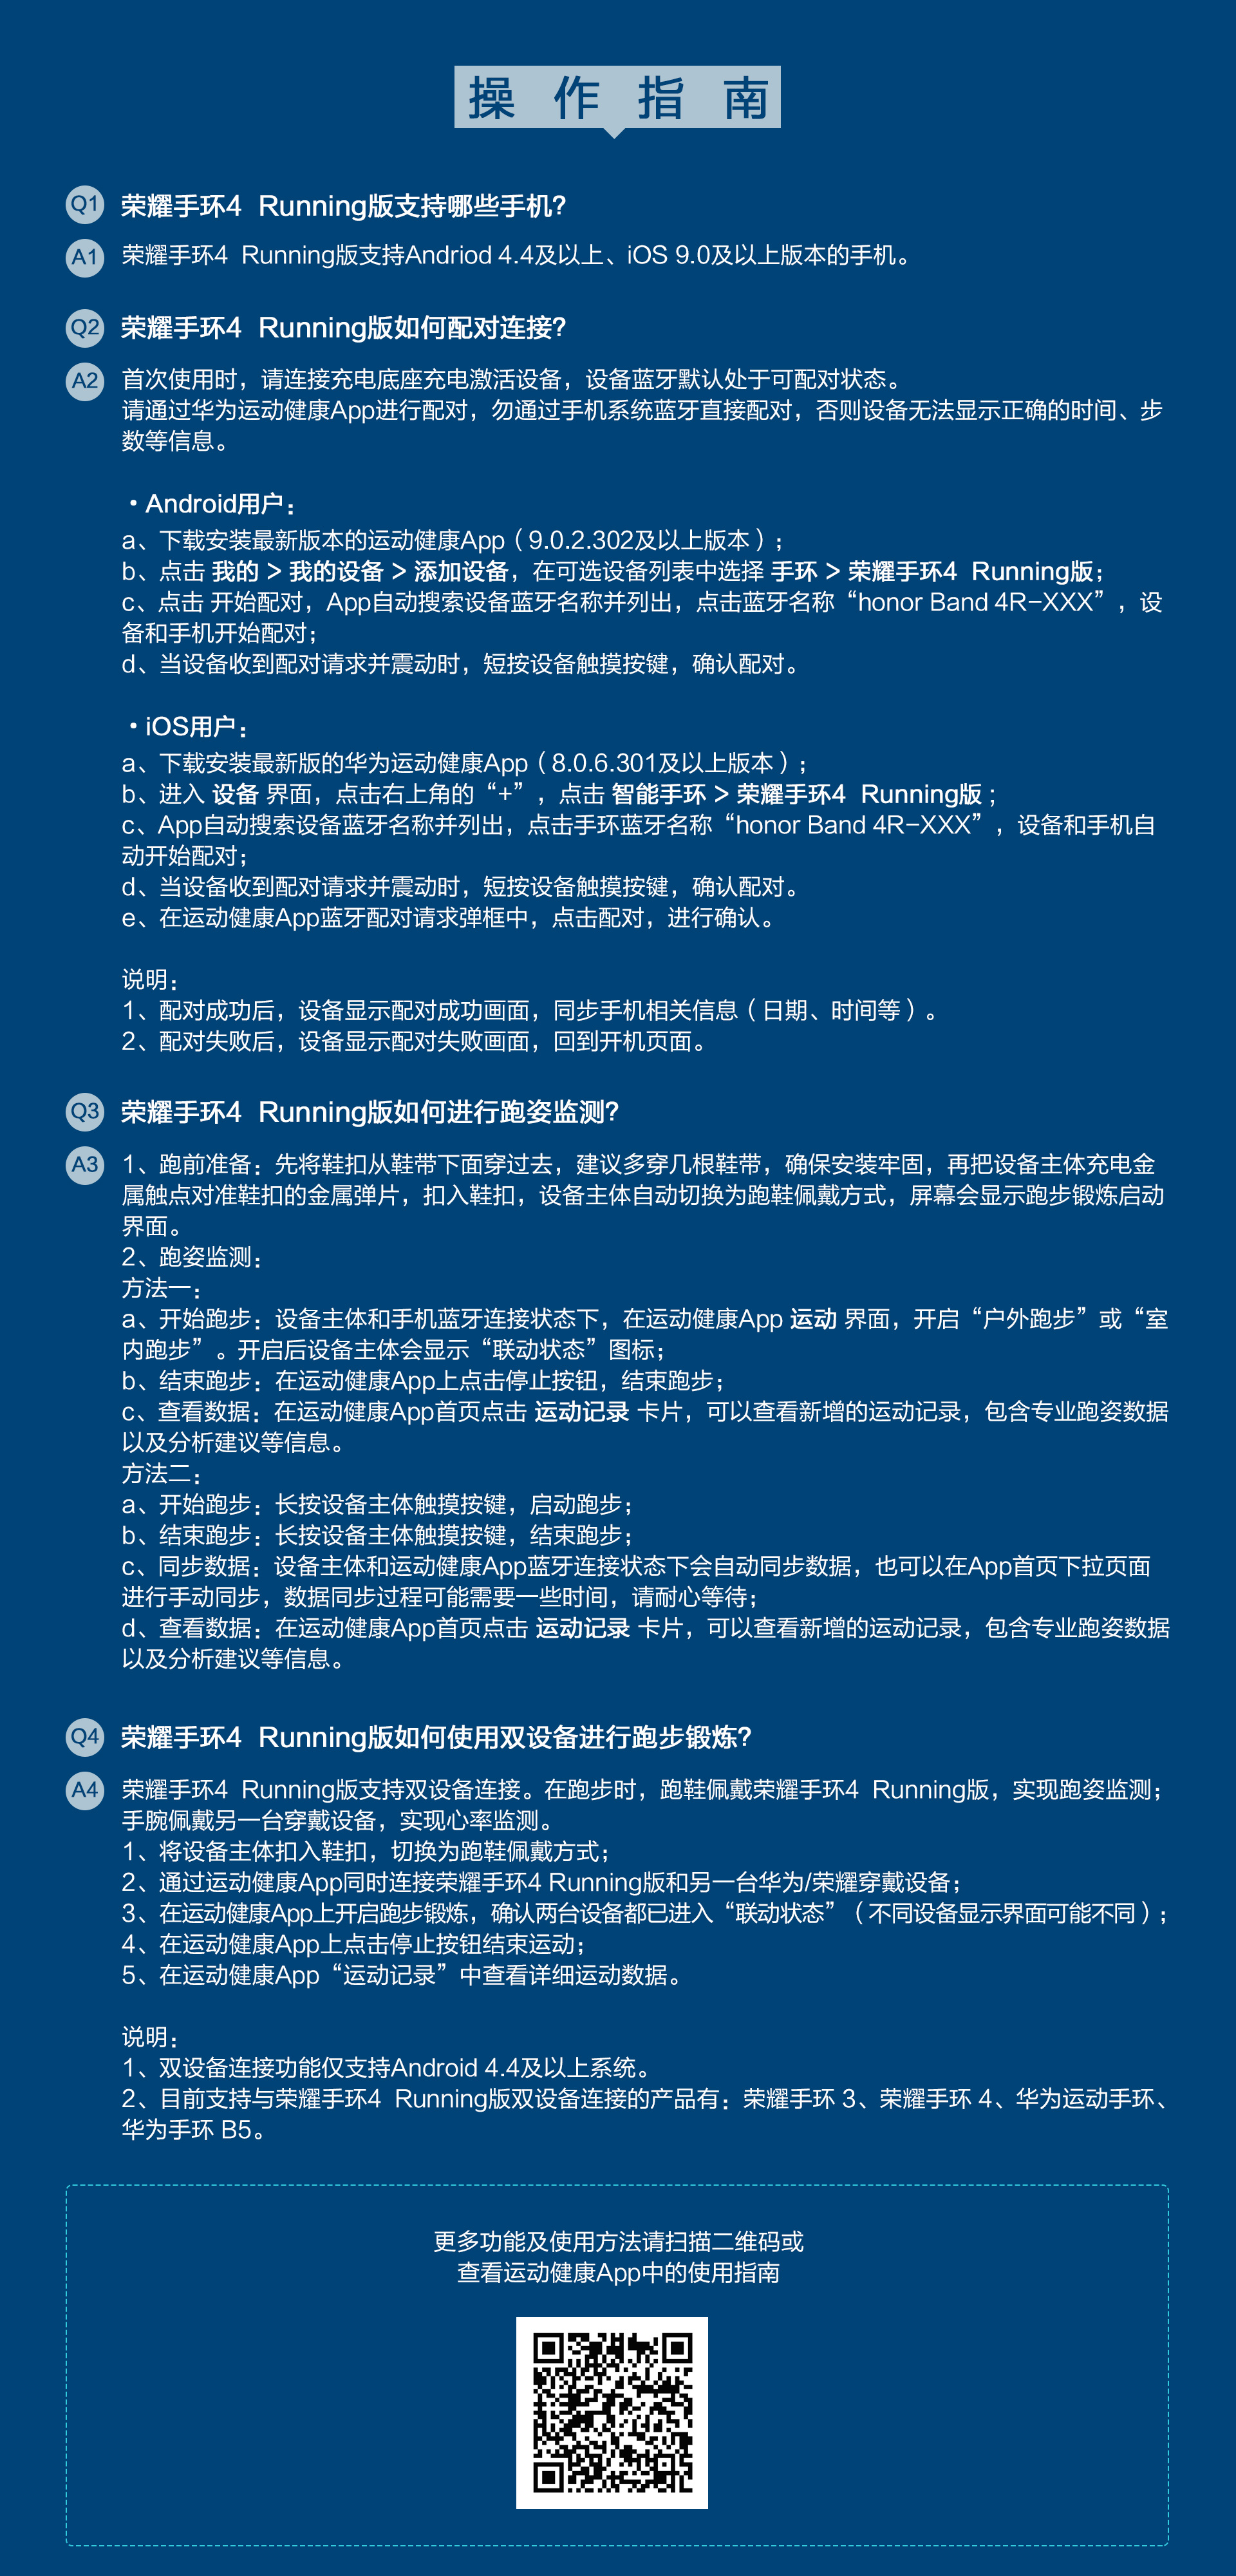 操作指南
Q1 荣耀手环4 Running版支持哪些手机?
A1 荣耀手环4 Running版支持Andriod 4.4及以上、iOS 9.0及以上版本的手机。
Q2 荣耀手环4 Running版如何配对连接?
A2 首次使用时，请连接充电底座充电激活设备，设备蓝牙默认处于可配对状态。
请通过华为运动健康App进行配对，勿通过手机系统蓝牙直接配对，否则设备无法显示正确的时间、步
数等信息。
·Android用户：
a、下载安装最新版本的运动健康App（9.0.2.302及以上版本）；
b、点击 我的 > 我的设备 > 添加设备，在可选设备列表中选择 手环 > 荣耀手环4 Running版；
c、点击 开始配对，App自动搜索设备蓝牙名称并列出，点击蓝牙名称“honor Band 4R-XXX”，设
备和手机开始配对；
d、当设备收到配对请求并震动时，短按设备触摸按键，确认配对。
·iOS用户：
a、下载安装最新版的华为运动健康App（8.0.6.301及以上版本）；
b、进入 设备 界面，点击右上角的“+”，点击 智能手环 > 荣耀手环4 Running版；
c、App自动搜索设备蓝牙名称并列出，点击手环蓝牙名称“honor Band 4R-XXX”，设备和手机自
动开始配对；
d、当设备收到配对请求并震动时，短按设备触摸按键，确认配对。
e、在运动健康App蓝牙配对请求弹框中，点击配对，进行确认。
说明：
1、配对成功后，设备显示配对成功画面，同步手机相关信息（日期、时间等）。
2、配对失败后，设备显示配对失败画面，回到开机页面。
Q3 荣耀手环4 Running版如何进行跑姿监测?
A3 1、跑前准备：先将鞋扣从鞋带下面穿过去，建议多穿几根鞋带，确保安装牢固，再把设备主体充电金
属触点对准鞋扣的金属弹片，扣入鞋扣，设备主体自动切换为跑鞋佩戴方式，屏幕会显示跑步锻炼启动
界面。
2、跑姿监测：
方法一：
a、开始跑步：设备主体和手机蓝牙连接状态下，在运动健康App 运动 界面，开启“户外跑步”或“室
内跑步”。开启后设备主体会显示“联动状态”图标；
b、结束跑步：在运动健康App上点击停止按钮，结束跑步；
c、查看数据：在运动健康App首页点击 运动记录 卡片，可以查看新增的运动记录，包含专业跑姿数据
以及分析建议等信息。
方法二：
a、开始跑步：长按设备主体触摸按键，启动跑步；
b、结束跑步：长按设备主体触摸按键，结束跑步；
c、同步数据：设备主体和运动健康App蓝牙连接状态下会自动同步数据，也可以在App首页下拉页面
进行手动同步，数据同步过程可能需要一些时间，请耐心等待；
d、查看数据：在运动健康App首页点击 运动记录 卡片，可以查看新增的运动记录，包含专业跑姿数据
以及分析建议等信息。
Q4 荣耀手环4 Running版如何使用双设备进行跑步锻炼?
A4 荣耀手环4 Running版支持双设备连接。在跑步时，跑鞋佩戴荣耀手环4 Running版，实现跑姿监测；
手腕佩戴另一台穿戴设备，实现心率监测。
1、将设备主体扣入鞋扣，切换为跑鞋佩戴方式；
2、通过运动健康App同时连接荣耀手环4 Running版和另一台华为/荣耀穿戴设备；
3、在运动健康App上开启跑步锻炼，确认两台设备都已进入“联动状态”（不同设备显示界面可能不同）；
4、在运动健康App上点击停止按钮结束运动；
5、在运动健康App“运动记录”中查看详细运动数据。
说明：
1、双设备连接功能仅支持Android 4.4及以上系统。
2、目前支持与荣耀手环4 Running版双设备连接的产品有：荣耀手环 3、荣耀手环 4、华为运动手环、
华为手环 B5。
更多功能及使用方法请扫描二维码或
查看运动健康App中的使用指南